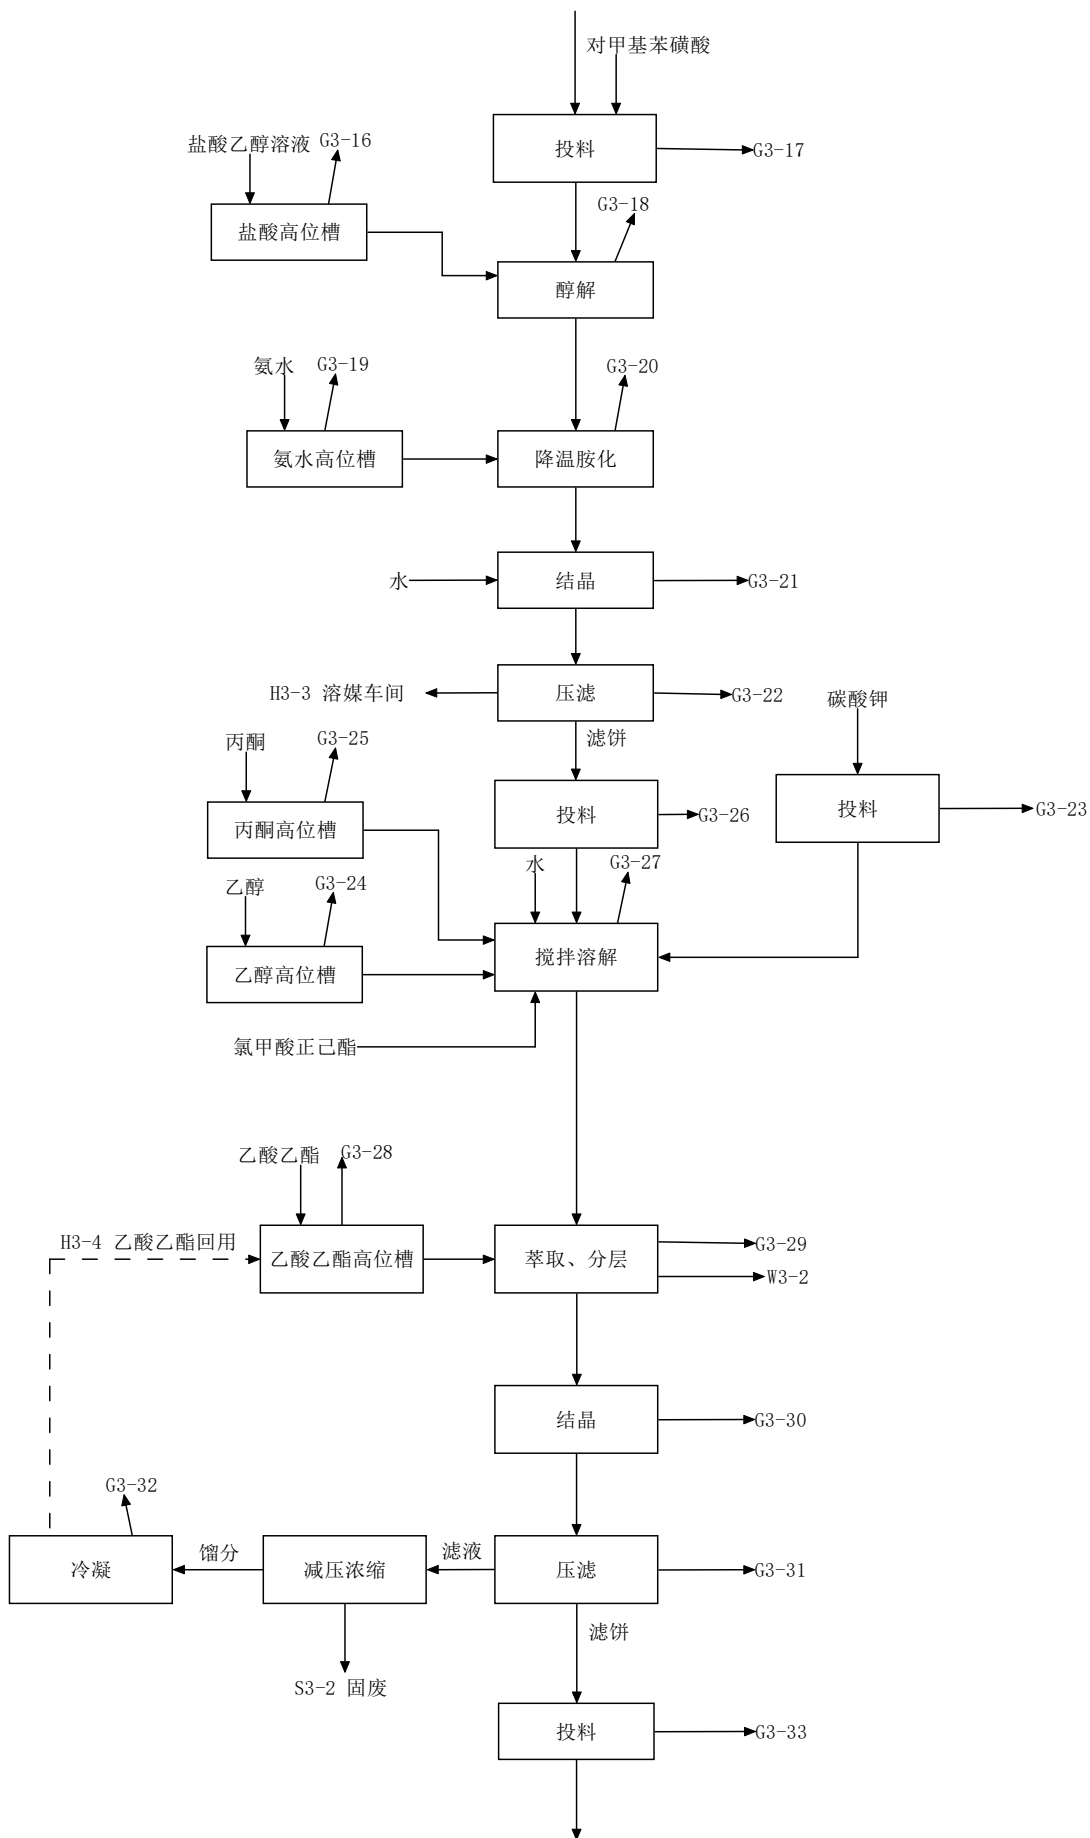 对甲基苯磺酸
盐酸乙醇溶液 G3-16
投料
G3-17
G3-18
盐酸高位槽
醇解
氨水
G3-19
G3-20
氨水高位槽
降温胺化
水
结晶
G3-21
H3-3 溶媒车间
压滤
G3-22
碳酸钾
滤饼
丙酮
G3-25
丙酮高位槽
投料
G3-26
投料
G3-23
水
G3-27
乙醇
G3-24
搅拌溶解
乙醇高位槽
氯甲酸正己酯
乙酸乙酯
G3-28
H3-4 乙酸乙酯回用
乙酸乙酯高位槽
萃取、分层
G3-29
W3-2
结晶
G3-30
G3-32
冷凝
馏分
减压浓缩
滤液
压滤
G3-31
滤饼
S3-2 固废
投料
G3-33